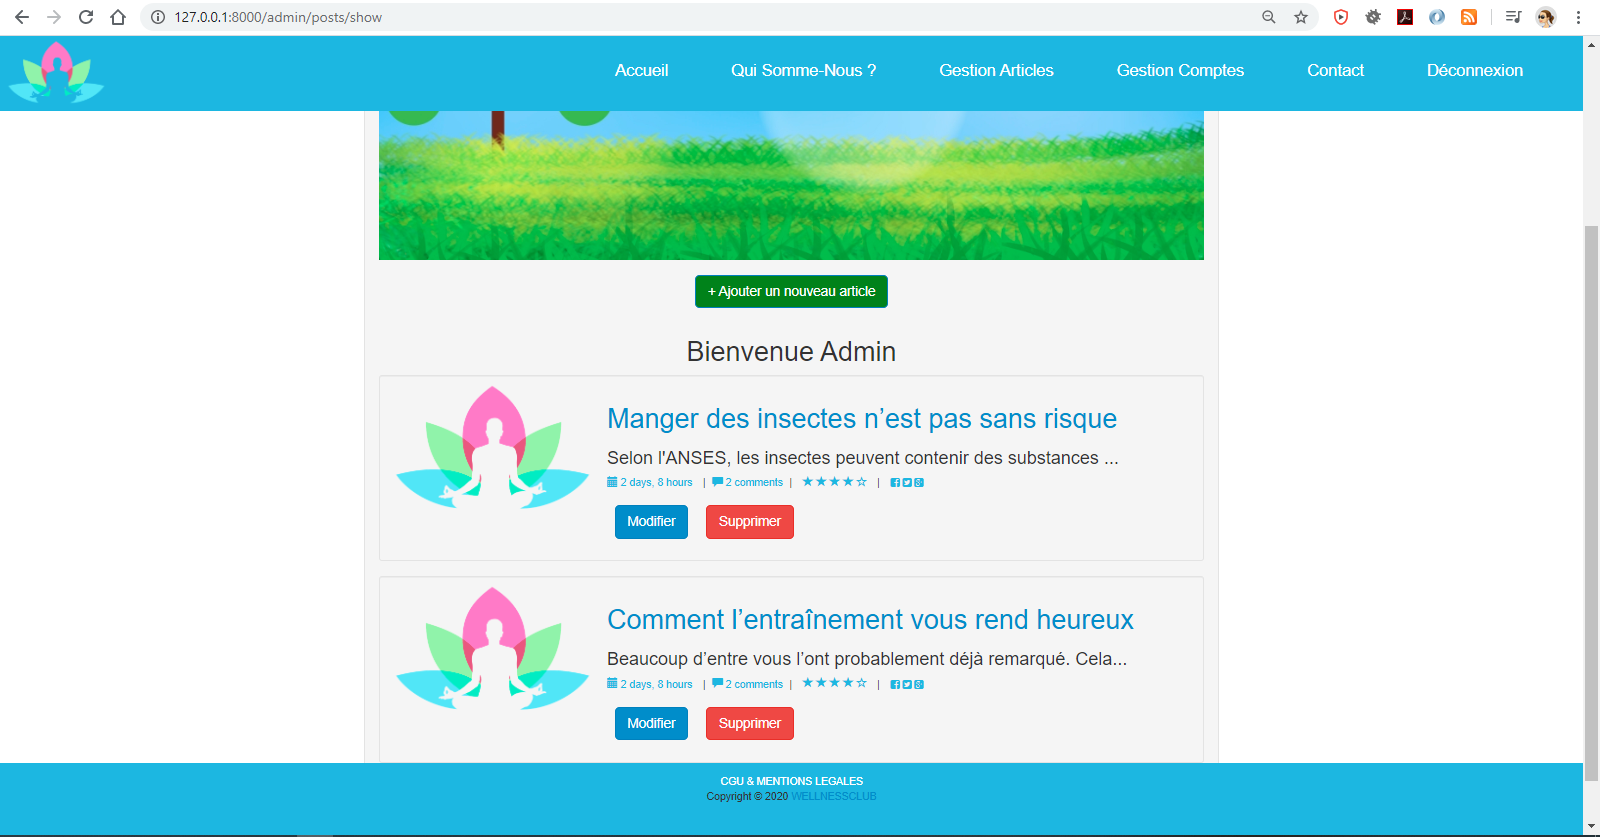 127.0.0.1:8000/admin/posts/show
Accueil Qui Somme-Nous ? Gestion Articles Gestion Comptes Contact Déconnexion
+ Ajouter un nouveau article
Bienvenue Admin
Manger des insectes n’est pas sans risque
Selon l'ANSES, les insectes peuvent contenir des substances ...
2 days, 8 hours | 2 comments | ★★★★☆ |
Modifier Supprimer
Comment l’entraînement vous rend heureux
Beaucoup d’entre vous l’ont probablement déjà remarqué. Cela...
2 days, 8 hours | 2 comments | ★★★★☆ |
Modifier Supprimer
CGU & MENTIONS LEGALES
Copyright © 2020 WELLNESSCLUB